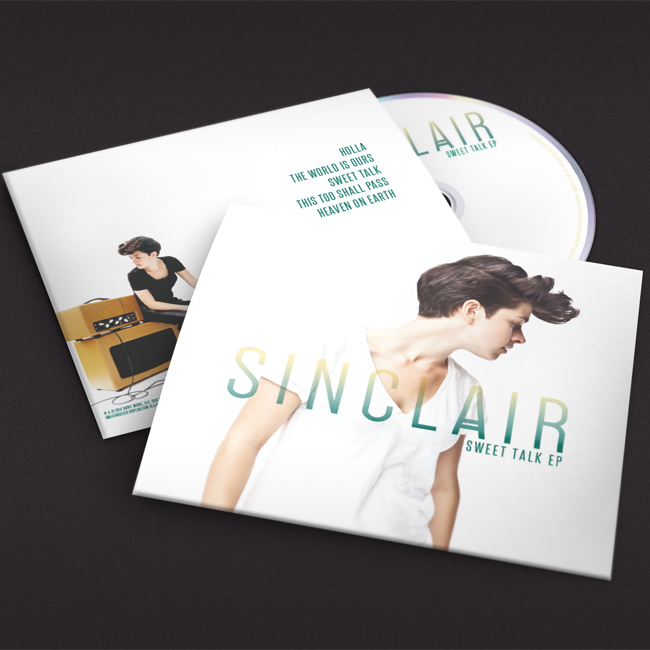 LAIR
SWEET TALK EP
HOLLA
THE WORLD IS OURS
SWEET TALK
THIS TOO SHALL PASS
HEAVEN ON EARTH
SINCLAIR
SWEET TALK EP